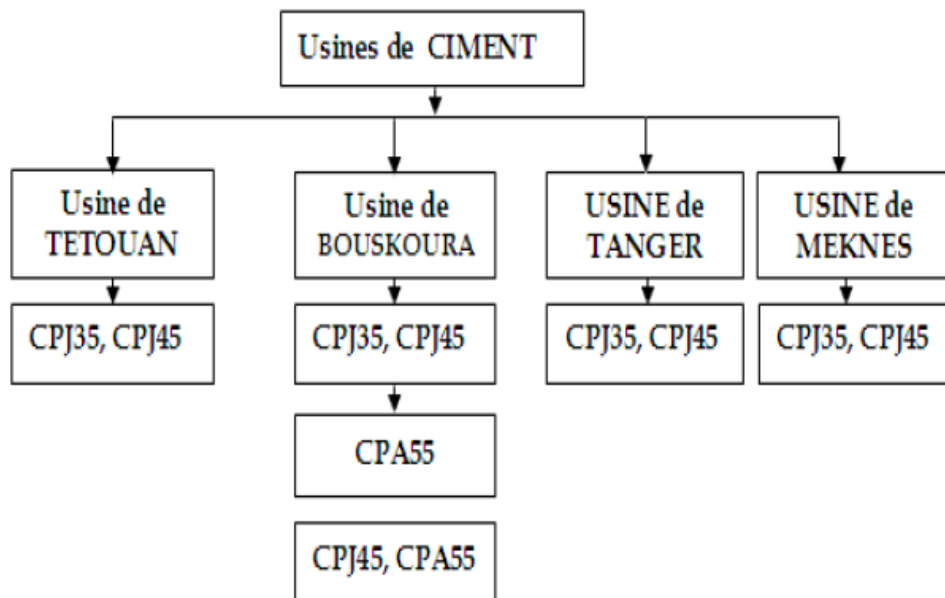 Usines de CIMENT
Usine de
TETOUAN
Usine de
BOUSKOURA
USINE de
TANGER
USINE de
MEKNES
CPJ35, CPJ45
CPJ35, CPJ45
CPJ35, CPJ45
CPJ35, CPJ45
CPA55
CPJ45, CPA55